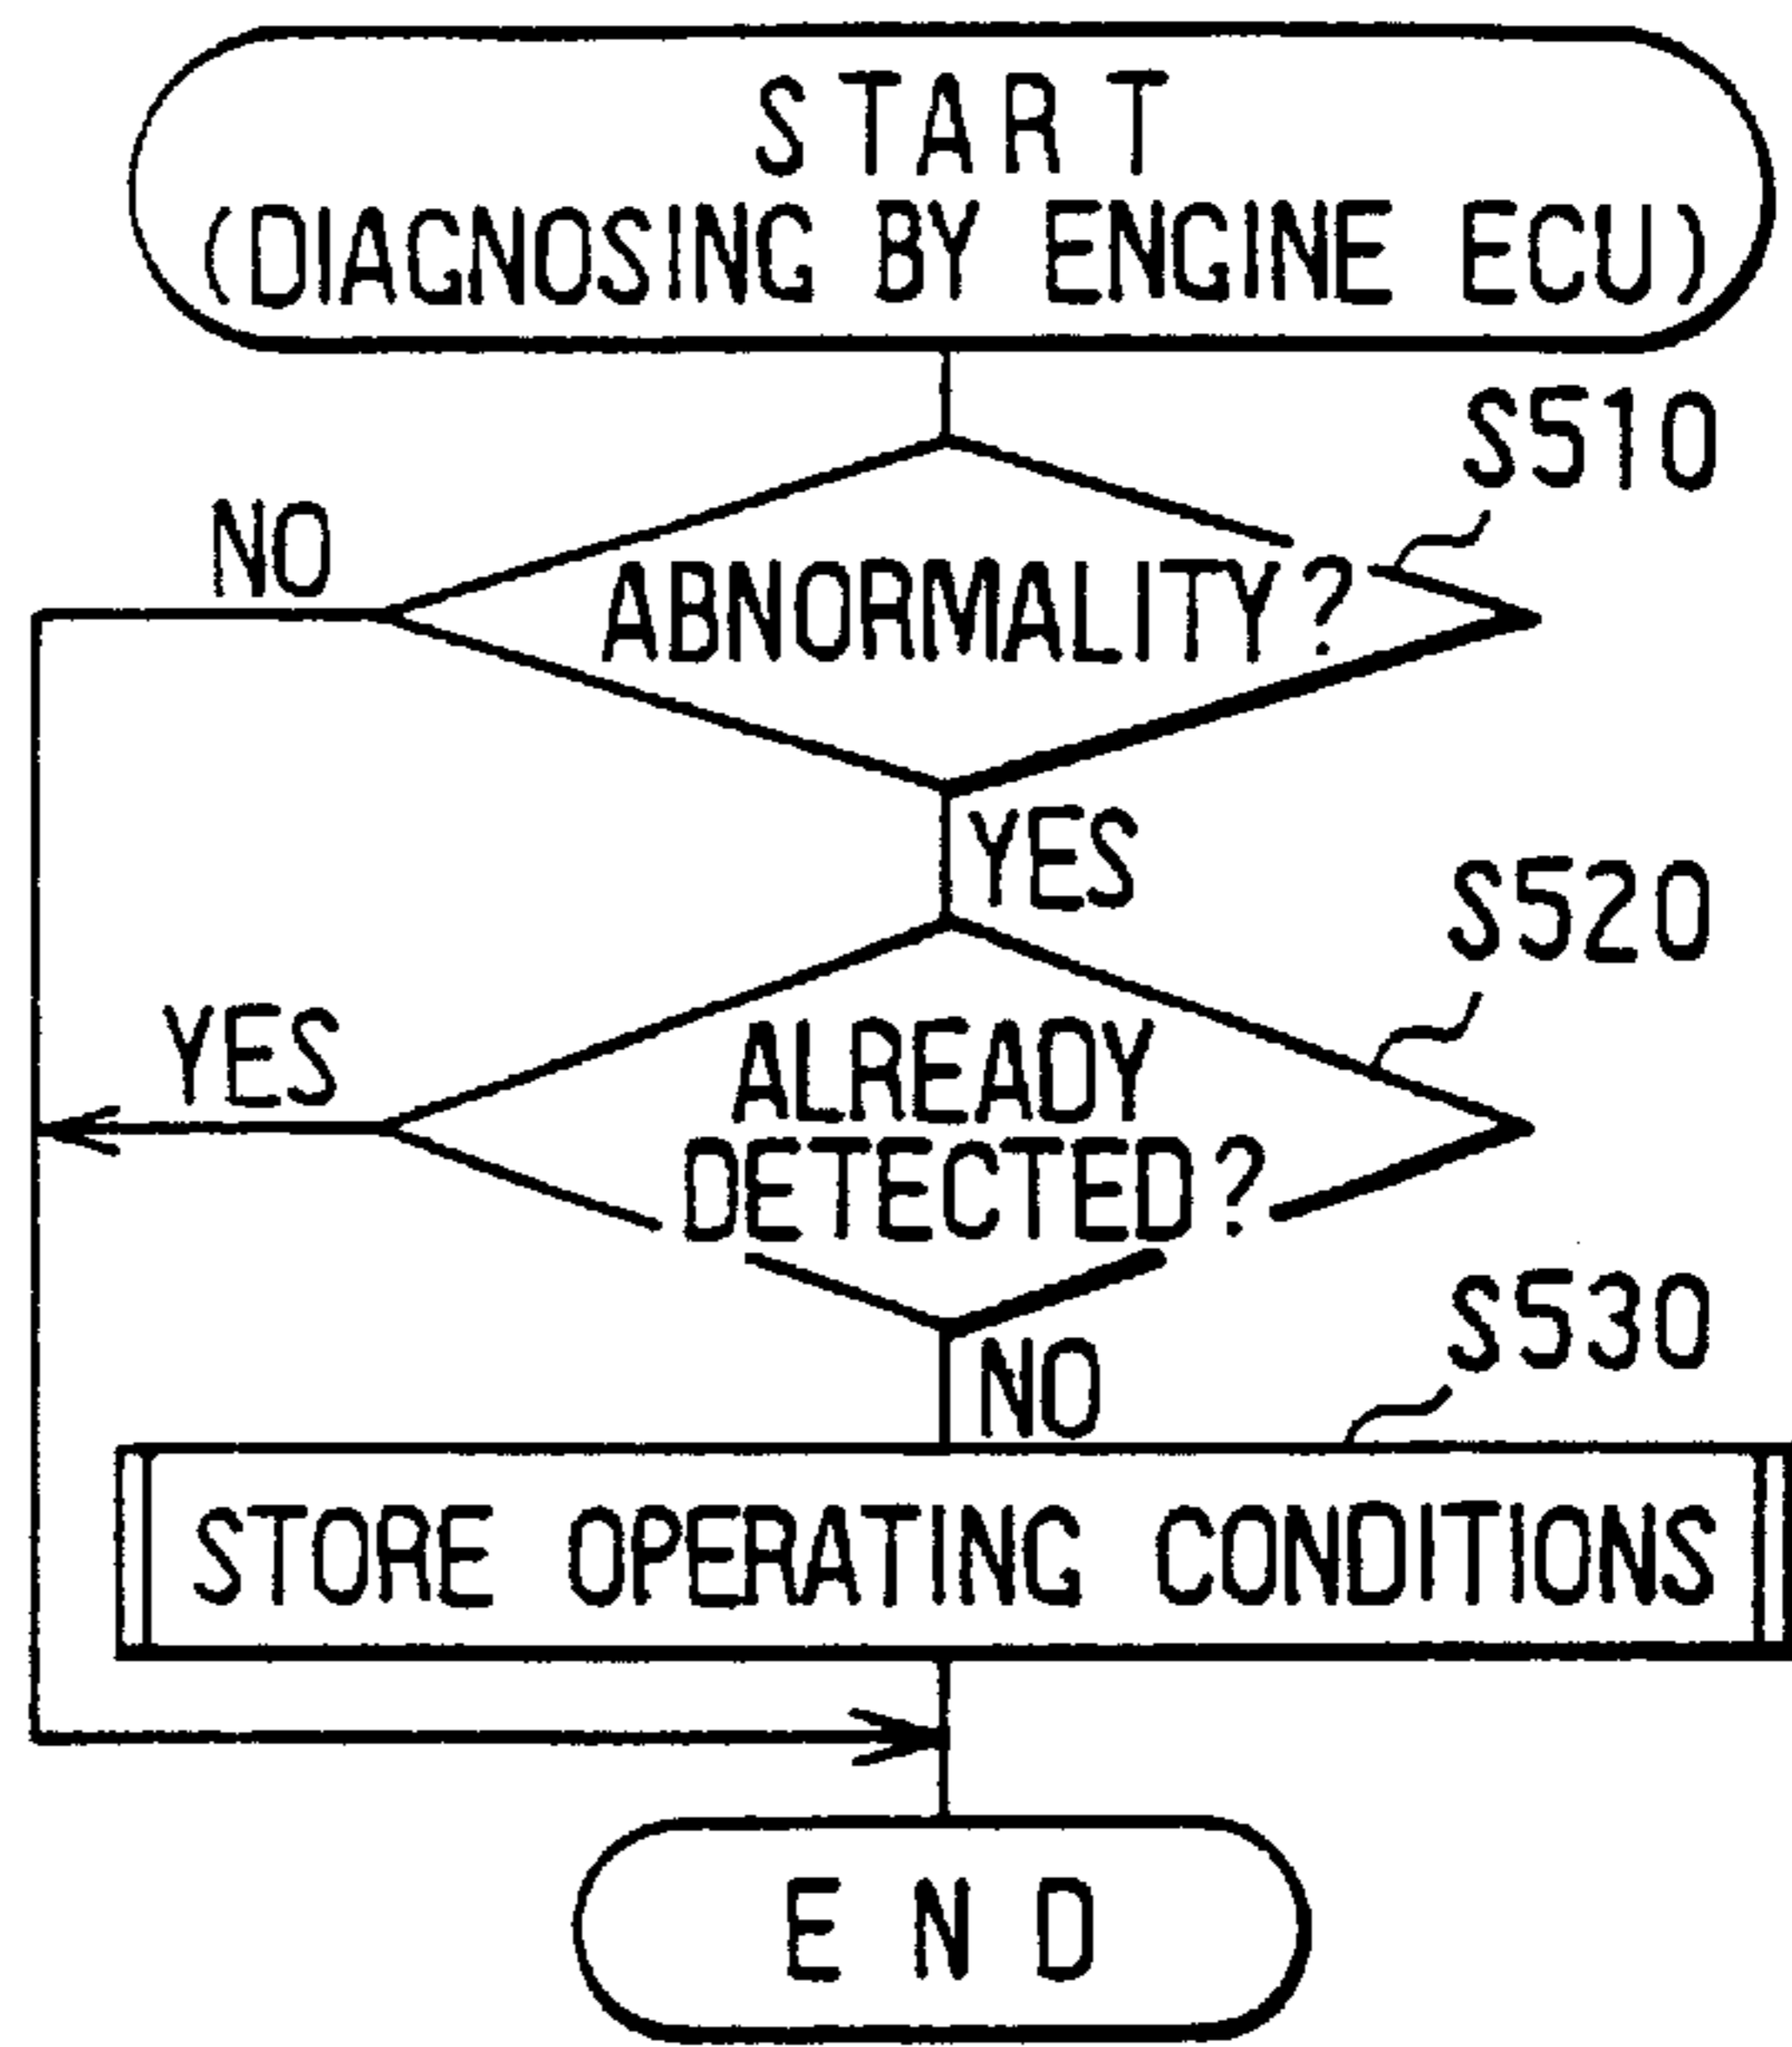 START
(DIAGNOSING BY ENGINE ECU)
S510
NO
ABNORMALITY?
YES
S520
YES
ALREADY
DETECTED?
S530
NO
STORE OPERATING CONDITIONS
END